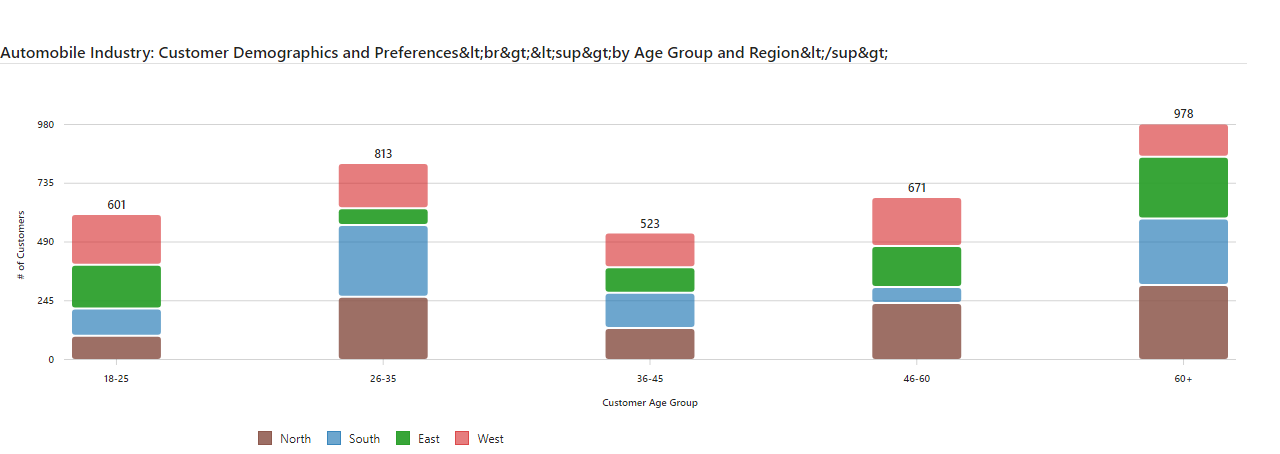 Automobile Industry: Customer Demographics and Preferences&lt;br&gt;&lt;sup&gt;by Age Group and Region&lt;/sup&gt;
978
980
813
735
671
601
523
490
245
0
# of Customers
18-25 26-35 36-45 46-60 60+
Customer Age Group
North South East West